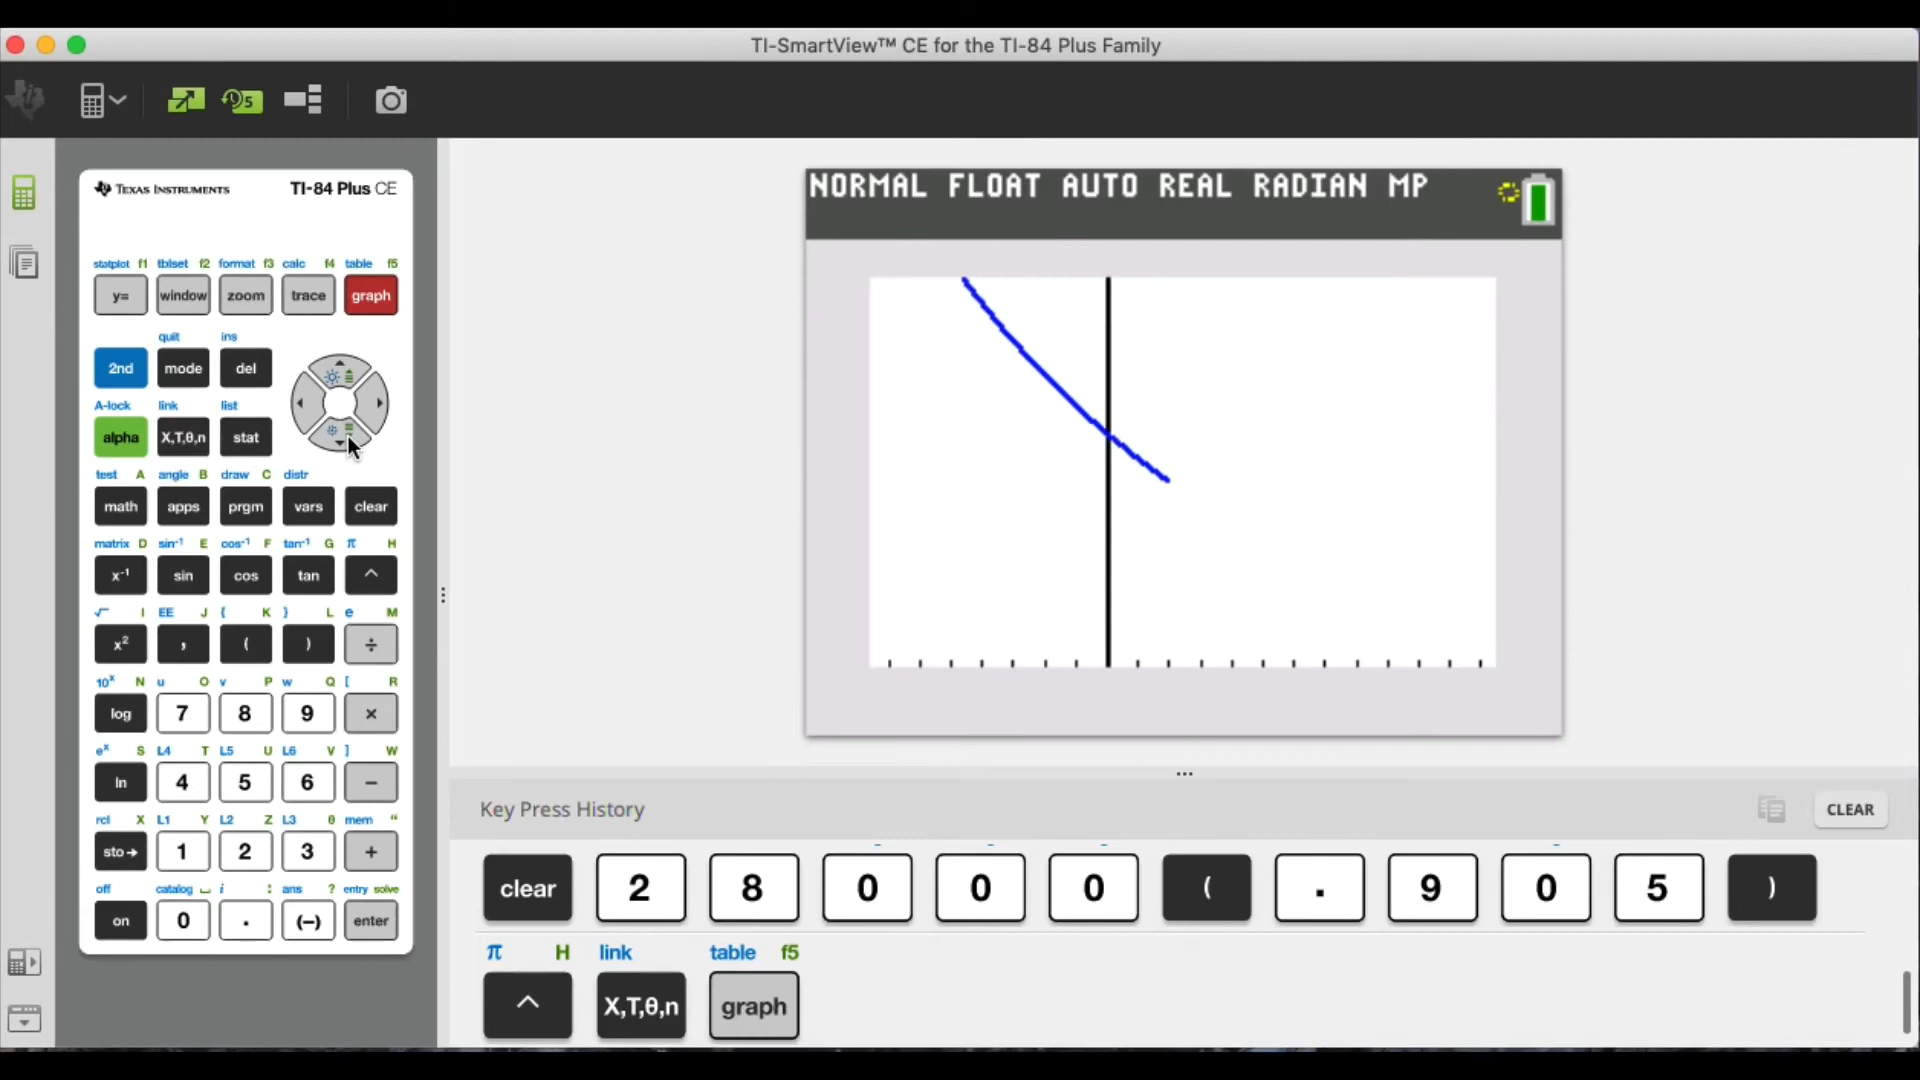 TI-SmartView™ CE for the TI-84 Plus Family
5
TEXAS INSTRUMENTS TI-84 Plus CE
statplot f1 tblset f2 format f3 calc f4 table f5
y= window zoom trace graph
quit ins
2nd mode del
A-lock link list
alpha X,T,θ,n stat
test A angle B draw C distr
math apps prgm vars clear
matrix D sin⁻¹ E cos⁻¹ F tan⁻¹ G π H
x⁻¹ sin cos tan ^
√ I EE J { K } L e M
x² , ( ) ÷
10ˣ N u O v P w Q [ R
log 7 8 9 ×
eˣ S L4 T L5 U L6 V ] W
ln 4 5 6 −
rcl X L1 Y L2 Z L3 θ mem "
sto→ 1 2 3 +
off catalog ⎵ i : ans ? entry solve
on 0 . (−) enter
NORMAL FLOAT AUTO REAL RADIAN MP
Key Press History
CLEAR
clear 2 8 0 0 0 ( . 9 0 5 )
π H link table f5
^ X,T,θ,n graph